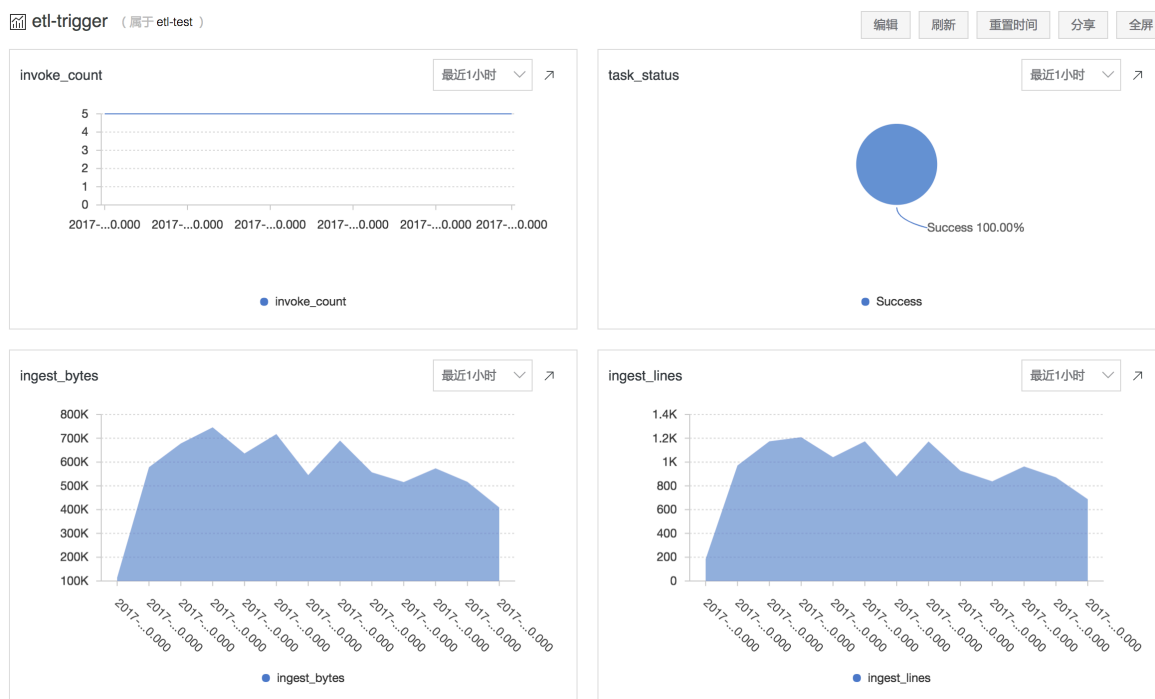 etl-trigger （ 属于 etl-test ） 编辑 刷新 重置时间 分享 全屏
invoke_count 最近1小时
5
4
3
2
1
0
2017-...0.000 2017-...0.000 2017-...0.000 2017-...0.000 2017-...0.000 2017-...0.000
invoke_count
task_status 最近1小时
Success 100.00%
Success
ingest_bytes 最近1小时
800K
700K
600K
500K
400K
300K
200K
100K
2017-...0.000 2017-...0.000 2017-...0.000 2017-...0.000 2017-...0.000 2017-...0.000 2017-...0.000 2017-...0.000 2017-...0.000 2017-...0.000 2017-...0.000 2017-...0.000 2017-...0.000
ingest_bytes
ingest_lines 最近1小时
1.4K
1.2K
1K
800
600
400
200
0
2017-...0.000 2017-...0.000 2017-...0.000 2017-...0.000 2017-...0.000 2017-...0.000 2017-...0.000 2017-...0.000 2017-...0.000 2017-...0.000 2017-...0.000 2017-...0.000 2017-...0.000
ingest_lines